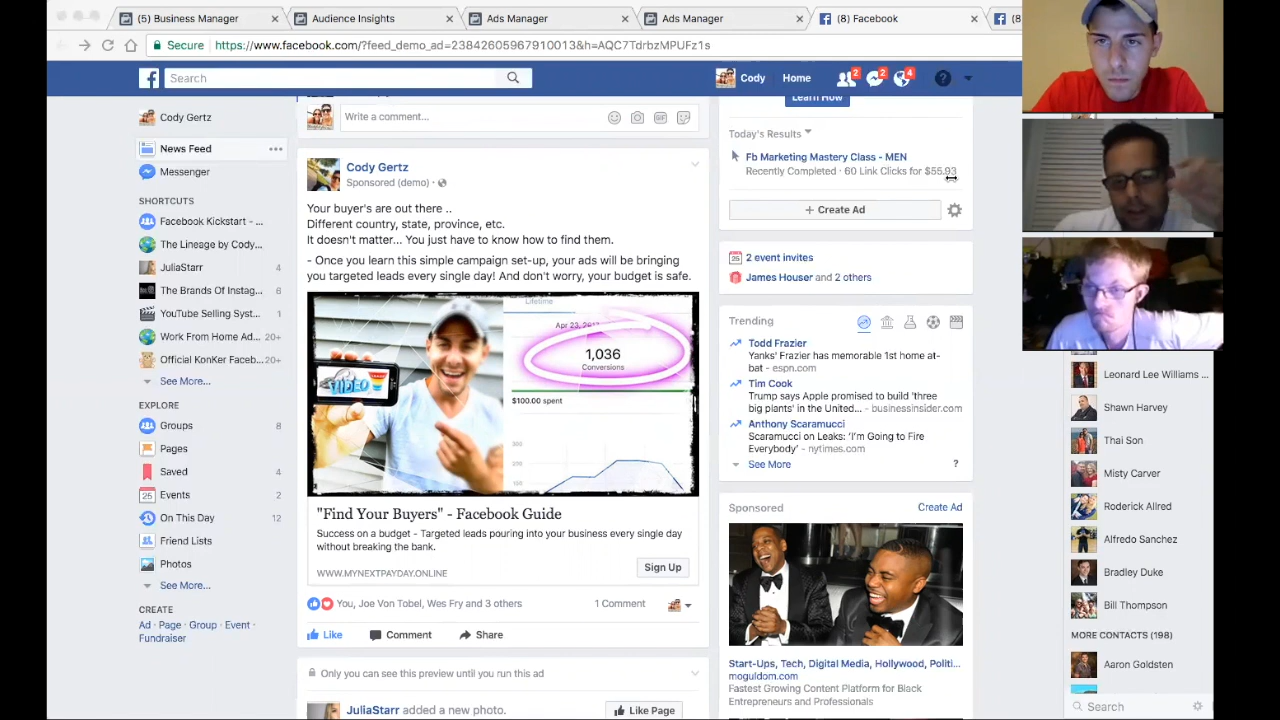 (5) Business Manager
Audience Insights
Ads Manager
Ads Manager
(8) Facebook
(8
Secure
https://www.facebook.com/?feed_demo_ad=23842605967910013&h=AQC7TdrbzMPUFz1s
Search
Cody
Home
2
2
4
Cody Gertz
News Feed
Messenger
SHORTCUTS
Facebook Kickstart - ...
The Lineage by Cody...
JuliaStarr 4
The Brands Of Instag... 6
YouTube Selling Syst... 1
Work From Home Ad... 20+
Official KonKer Faceb... 20+
See More...
EXPLORE
Groups 8
Pages
Saved 4
Events 2
On This Day 12
Friend Lists
Photos
See More...
CREATE
Ad · Page · Group · Event ·
Fundraiser
Write a comment...
GIF
Cody Gertz
Sponsored (demo) ·
Your buyer's are out there ..
Different country, state, province, etc.
It doesn't matter... You just have to know how to find them.
- Once you learn this simple campaign set-up, your ads will be bringing
you targeted leads every single day! And don't worry, your budget is safe.
Lifetime
1,036
Conversions
$100.00 spent
"Find Yo
uyers" - Facebook Guide
Success on a budget - Targeted leads pouring into your business every single day
without breaking the bank.
WWW.MYNEXTPAYDAY.ONLINE
Sign Up
You, Joe Von Tobel, Wes Fry and 3 others
1 Comment
Like
Comment
Share
Only you can see this preview until you run this ad
JuliaStarr added a new photo.
Like Page
Learn How
Today's Results
Fb Marketing Mastery Class - MEN
Recently Completed · 60 Link Clicks for $55.93
+ Create Ad
2 event invites
James Houser and 2 others
Trending
Todd Frazier
Yanks' Frazier has memorable 1st home at-
bat - espn.com
Tim Cook
Trump says Apple promised to build 'three
big plants' in the United... - businessinsider.com
Anthony Scaramucci
Scaramucci on Leaks: 'I'm Going to Fire
Everybody' - nytimes.com
See More
?
Sponsored
Create Ad
Start-Ups, Tech, Digital Media, Hollywood, Politi...
moguldom.com
Fastest Growing Content Platform for Black
Entrepreneurs and Professionals
Leonard Lee Williams ...
Shawn Harvey
Thai Son
Misty Carver
Roderick Allred
Alfredo Sanchez
Bradley Duke
Bill Thompson
MORE CONTACTS (198)
Aaron Goldsten
Search